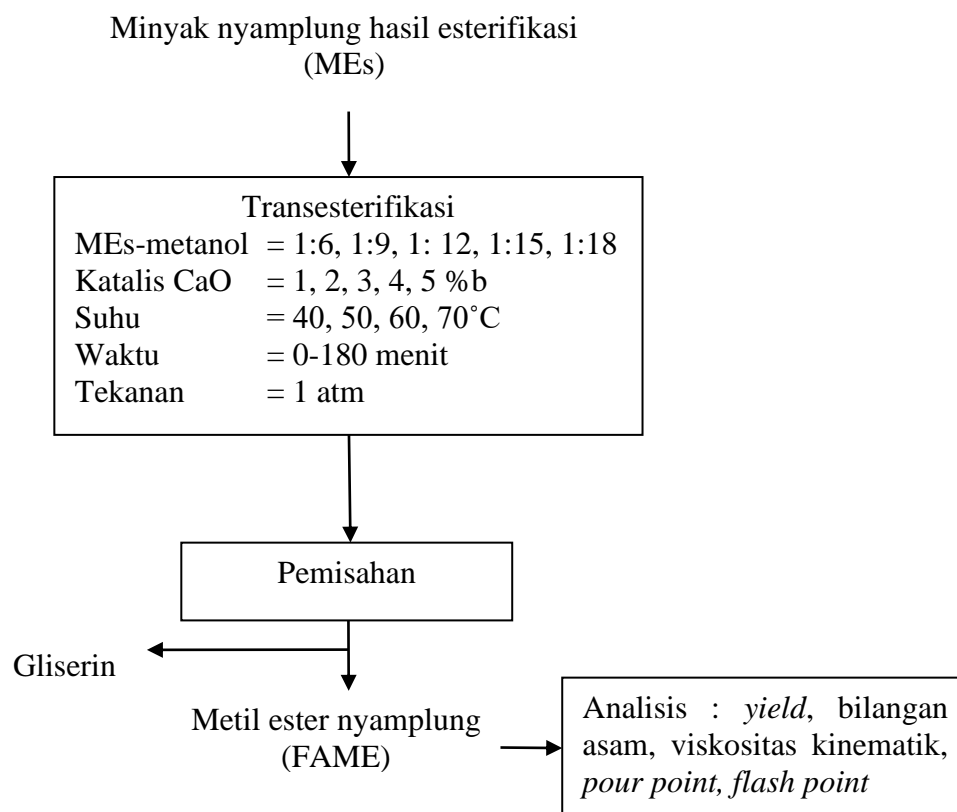 Minyak nyamplung hasil esterifikasi
(MEs)
Transesterifikasi
MEs-metanol = 1:6, 1:9, 1: 12, 1:15, 1:18
Katalis CaO = 1, 2, 3, 4, 5 %b
Suhu = 40, 50, 60, 70˚C
Waktu = 0-180 menit
Tekanan = 1 atm
Pemisahan
Gliserin
Metil ester nyamplung
(FAME)
Analisis : yield, bilangan
asam, viskositas kinematik,
pour point, flash point